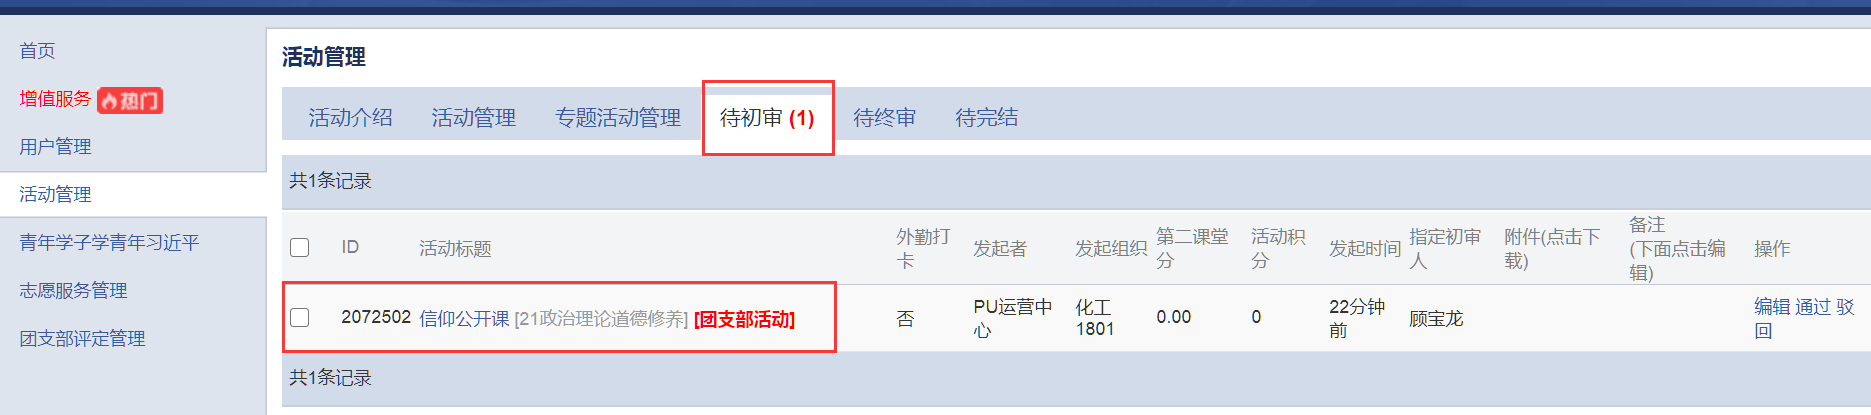 首页
增值服务 热门
用户管理
活动管理
青年学子学青年习近平
志愿服务管理
团支部评定管理
活动管理
活动介绍 活动管理 专题活动管理 待初审 (1) 待终审 待完结
共1条记录
ID 活动标题 外勤打卡 发起者 发起组织 第二课堂分 活动积分 发起时间 指定初审人 附件(点击下载) 备注(下面点击编辑) 操作
2072502 信仰公开课 [21政治理论道德修养] [团支部活动] 否 PU运营中心 化工1801 0.00 0 22分钟前 顾宝龙 编辑 通过 驳回
共1条记录